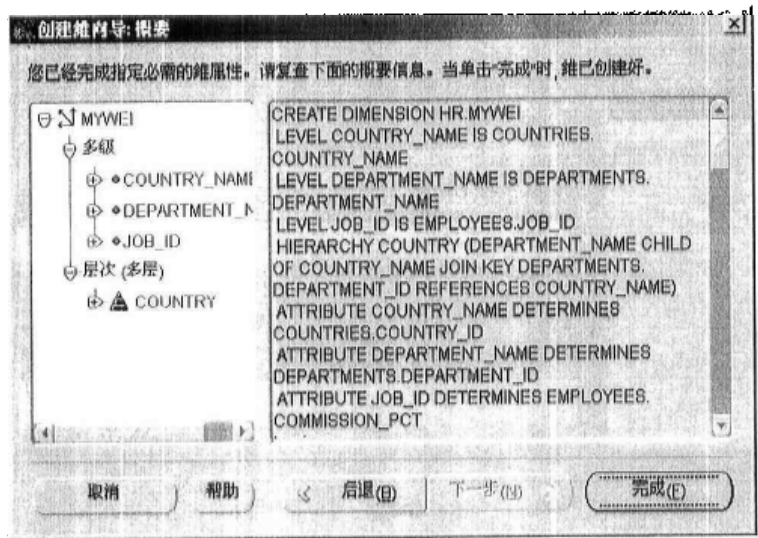 创建维向导: 概要
您已经完成指定必需的维属性。请复查下面的概要信息。当单击"完成"时, 维已创建好。
MYWEI
多级
COUNTRY_NAME
DEPARTMENT_N
JOB_ID
层次 (多层)
COUNTRY
CREATE DIMENSION HR.MYWEI
LEVEL COUNTRY_NAME IS COUNTRIES.
COUNTRY_NAME
LEVEL DEPARTMENT_NAME IS DEPARTMENTS.
DEPARTMENT_NAME
LEVEL JOB_ID IS EMPLOYEES.JOB_ID
HIERARCHY COUNTRY (DEPARTMENT_NAME CHILD
OF COUNTRY_NAME JOIN KEY DEPARTMENTS.
DEPARTMENT_ID REFERENCES COUNTRY_NAME)
ATTRIBUTE COUNTRY_NAME DETERMINES
COUNTRIES.COUNTRY_ID
ATTRIBUTE DEPARTMENT_NAME DETERMINES
DEPARTMENTS.DEPARTMENT_ID
ATTRIBUTE JOB_ID DETERMINES EMPLOYEES.
COMMISSION_PCT
取消
帮助
后退(B)
下一步(N)
完成(F)